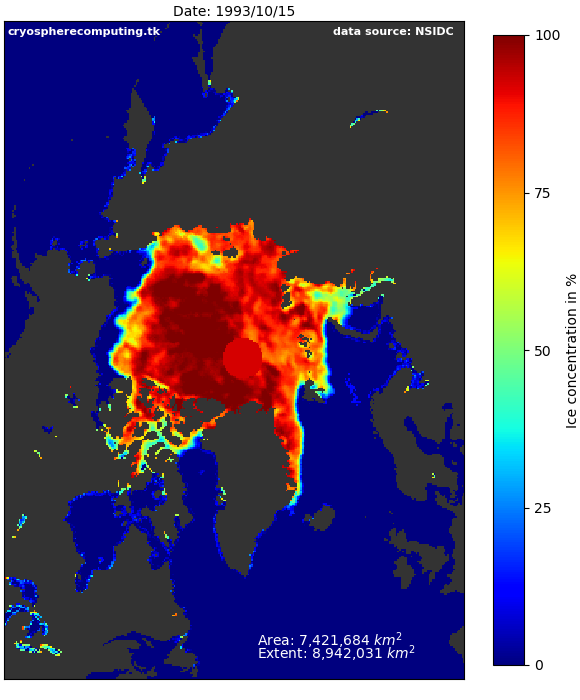 Date: 1993/10/15
cryospherecomputing.tk
data source: NSIDC
100
75
50
25
0
Ice concentration in %
Area: 7,421,684 km²
Extent: 8,942,031 km²